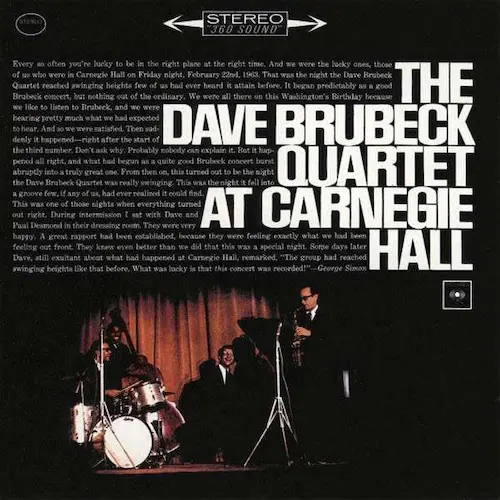 STEREO
"360 SOUND"
STEREO
Every so often you're lucky to be in the right place at the right time. And we were the lucky ones, those
of us who were in Carnegie Hall on Friday night, February 22nd, 1963. That was the night the Dave Brubeck
Quartet reached swinging heights few of us had ever heard it attain before. It began predictably as a good
Brubeck concert, but nothing out of the ordinary. We were all there on this Washington's Birthday because
we like to listen to Brubeck, and we were
hearing pretty much what we had expected
to hear. And so we were satisfied. Then sud-
denly it happened—right after the start of
the third number. Don't ask why. Probably nobody can explain it. But it hap-
pened all right, and what had begun as a quite good Brubeck concert burst
abruptly into a truly great one. From then on, this turned out to be the night
the Dave Brubeck Quartet was really swinging. This was the night it fell into
a groove few, if any of us, had ever realized it could find.
This was one of those nights when everything turned
out right. During intermission I sat with Dave and
Paul Desmond in their dressing room. They were very
happy. A great rapport had been established, because they were feeling exactly what we had been
feeling out front. They knew even better than we did that this was a special night. Some days later
Dave, still exultant about what had happened at Carnegie Hall, remarked, "The group had reached
swinging heights like that before. What was lucky is that this concert was recorded!"—George Simon
THE
DAVE BRUBECK
QUARTET
AT CARNEGIE
HALL